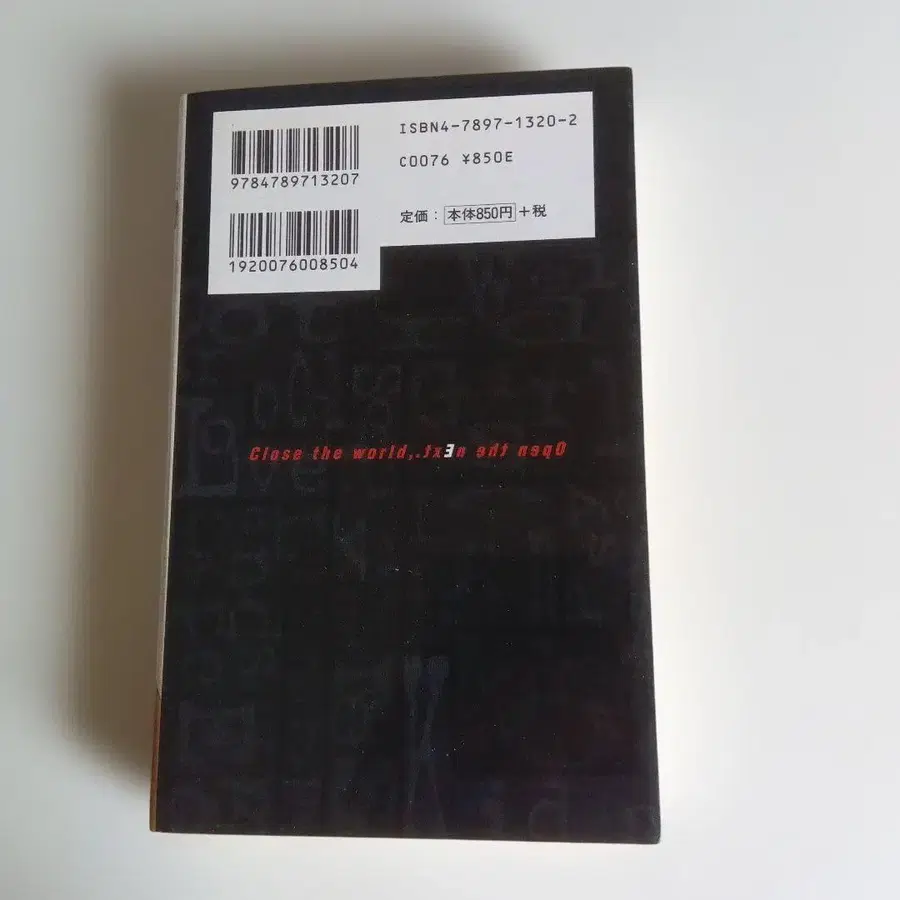 ISBN4-7897-1320-2
C0076 ¥850E
9784789713207
定価：本体850円+税
1920076008504
Close the world,.txEn eht nepO